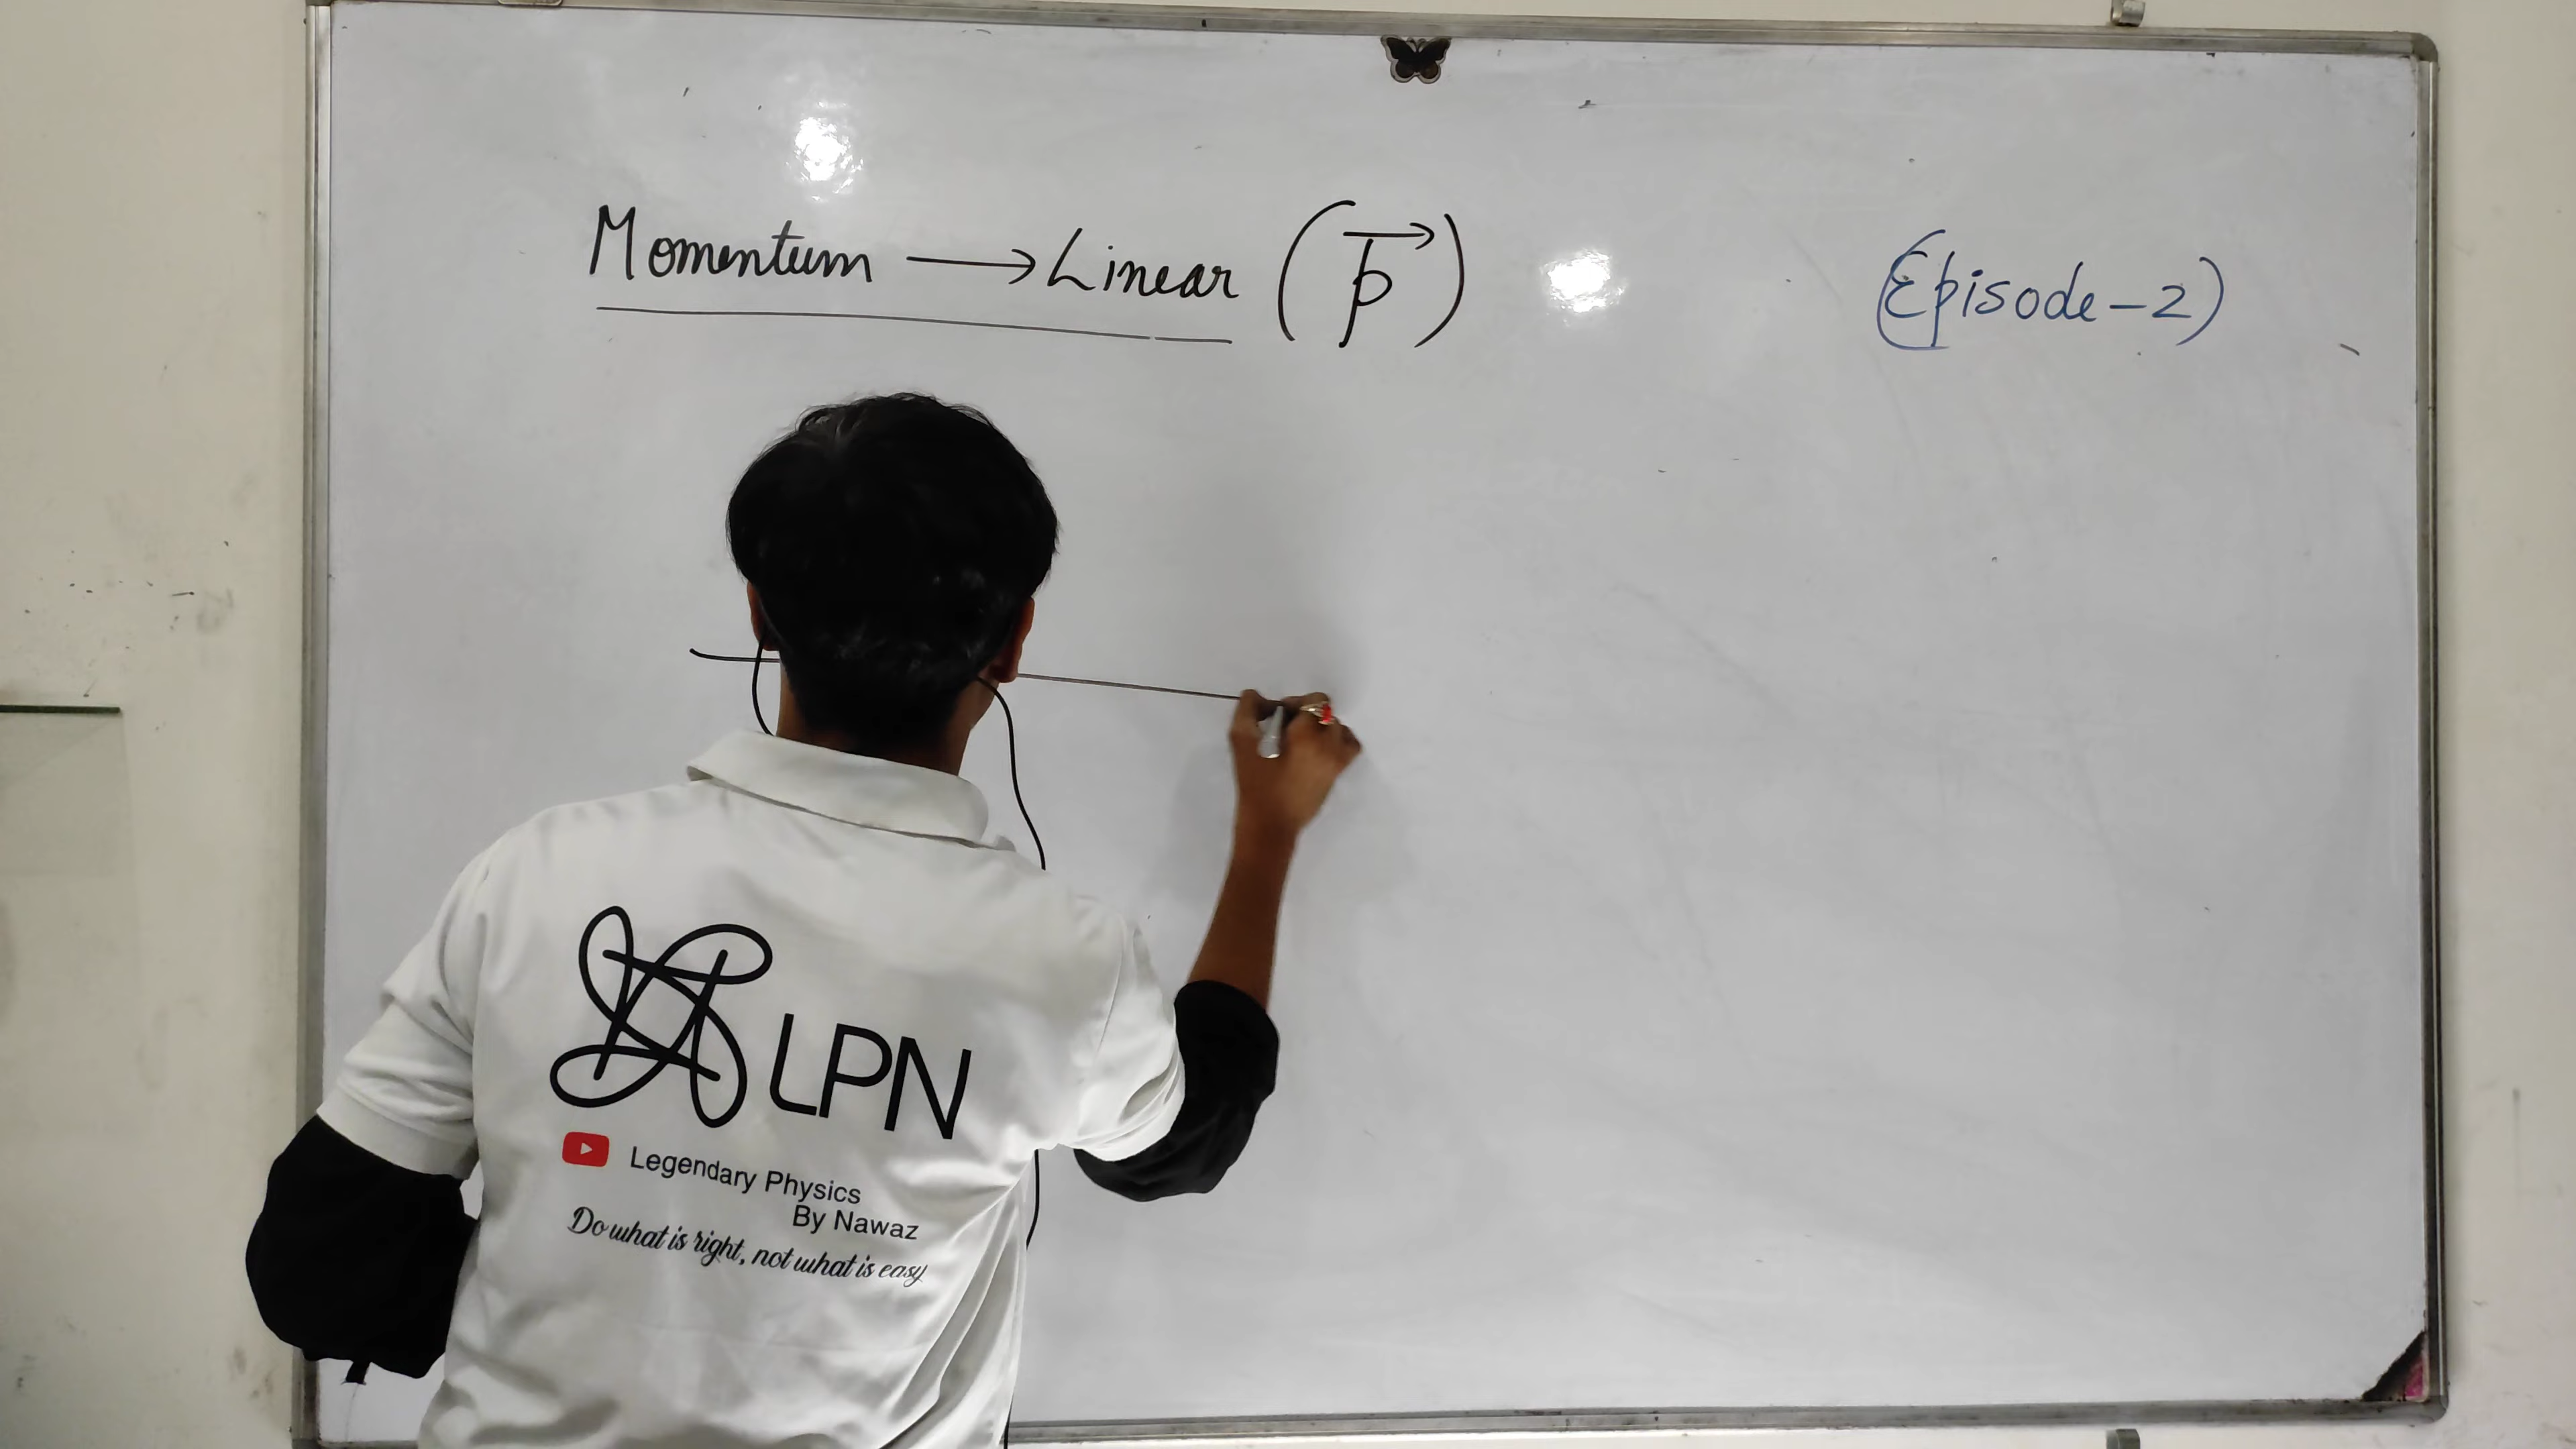 Momentum → Linear (p⃗)
(Episode-2)
LPN
Legendary Physics
By Nawaz
Do what is right, not what is easy